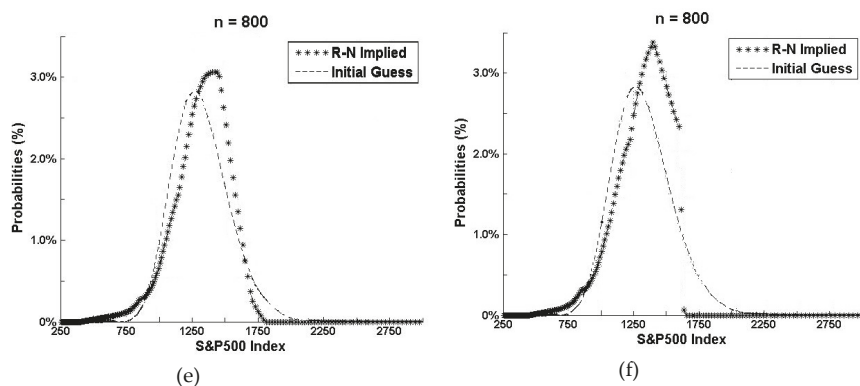 n = 800
R-N Implied
Initial Guess
3.0%
2.0%
1.0%
0%
Probabilities (%)
250 750 1250 1750 2250 2750
S&P500 Index
(e)
n = 800
R-N Implied
Initial Guess
3.0%
2.0%
1.0%
0%
Probabilities (%)
250 750 1250 1750 2250 2750
S&P500 Index
(f)